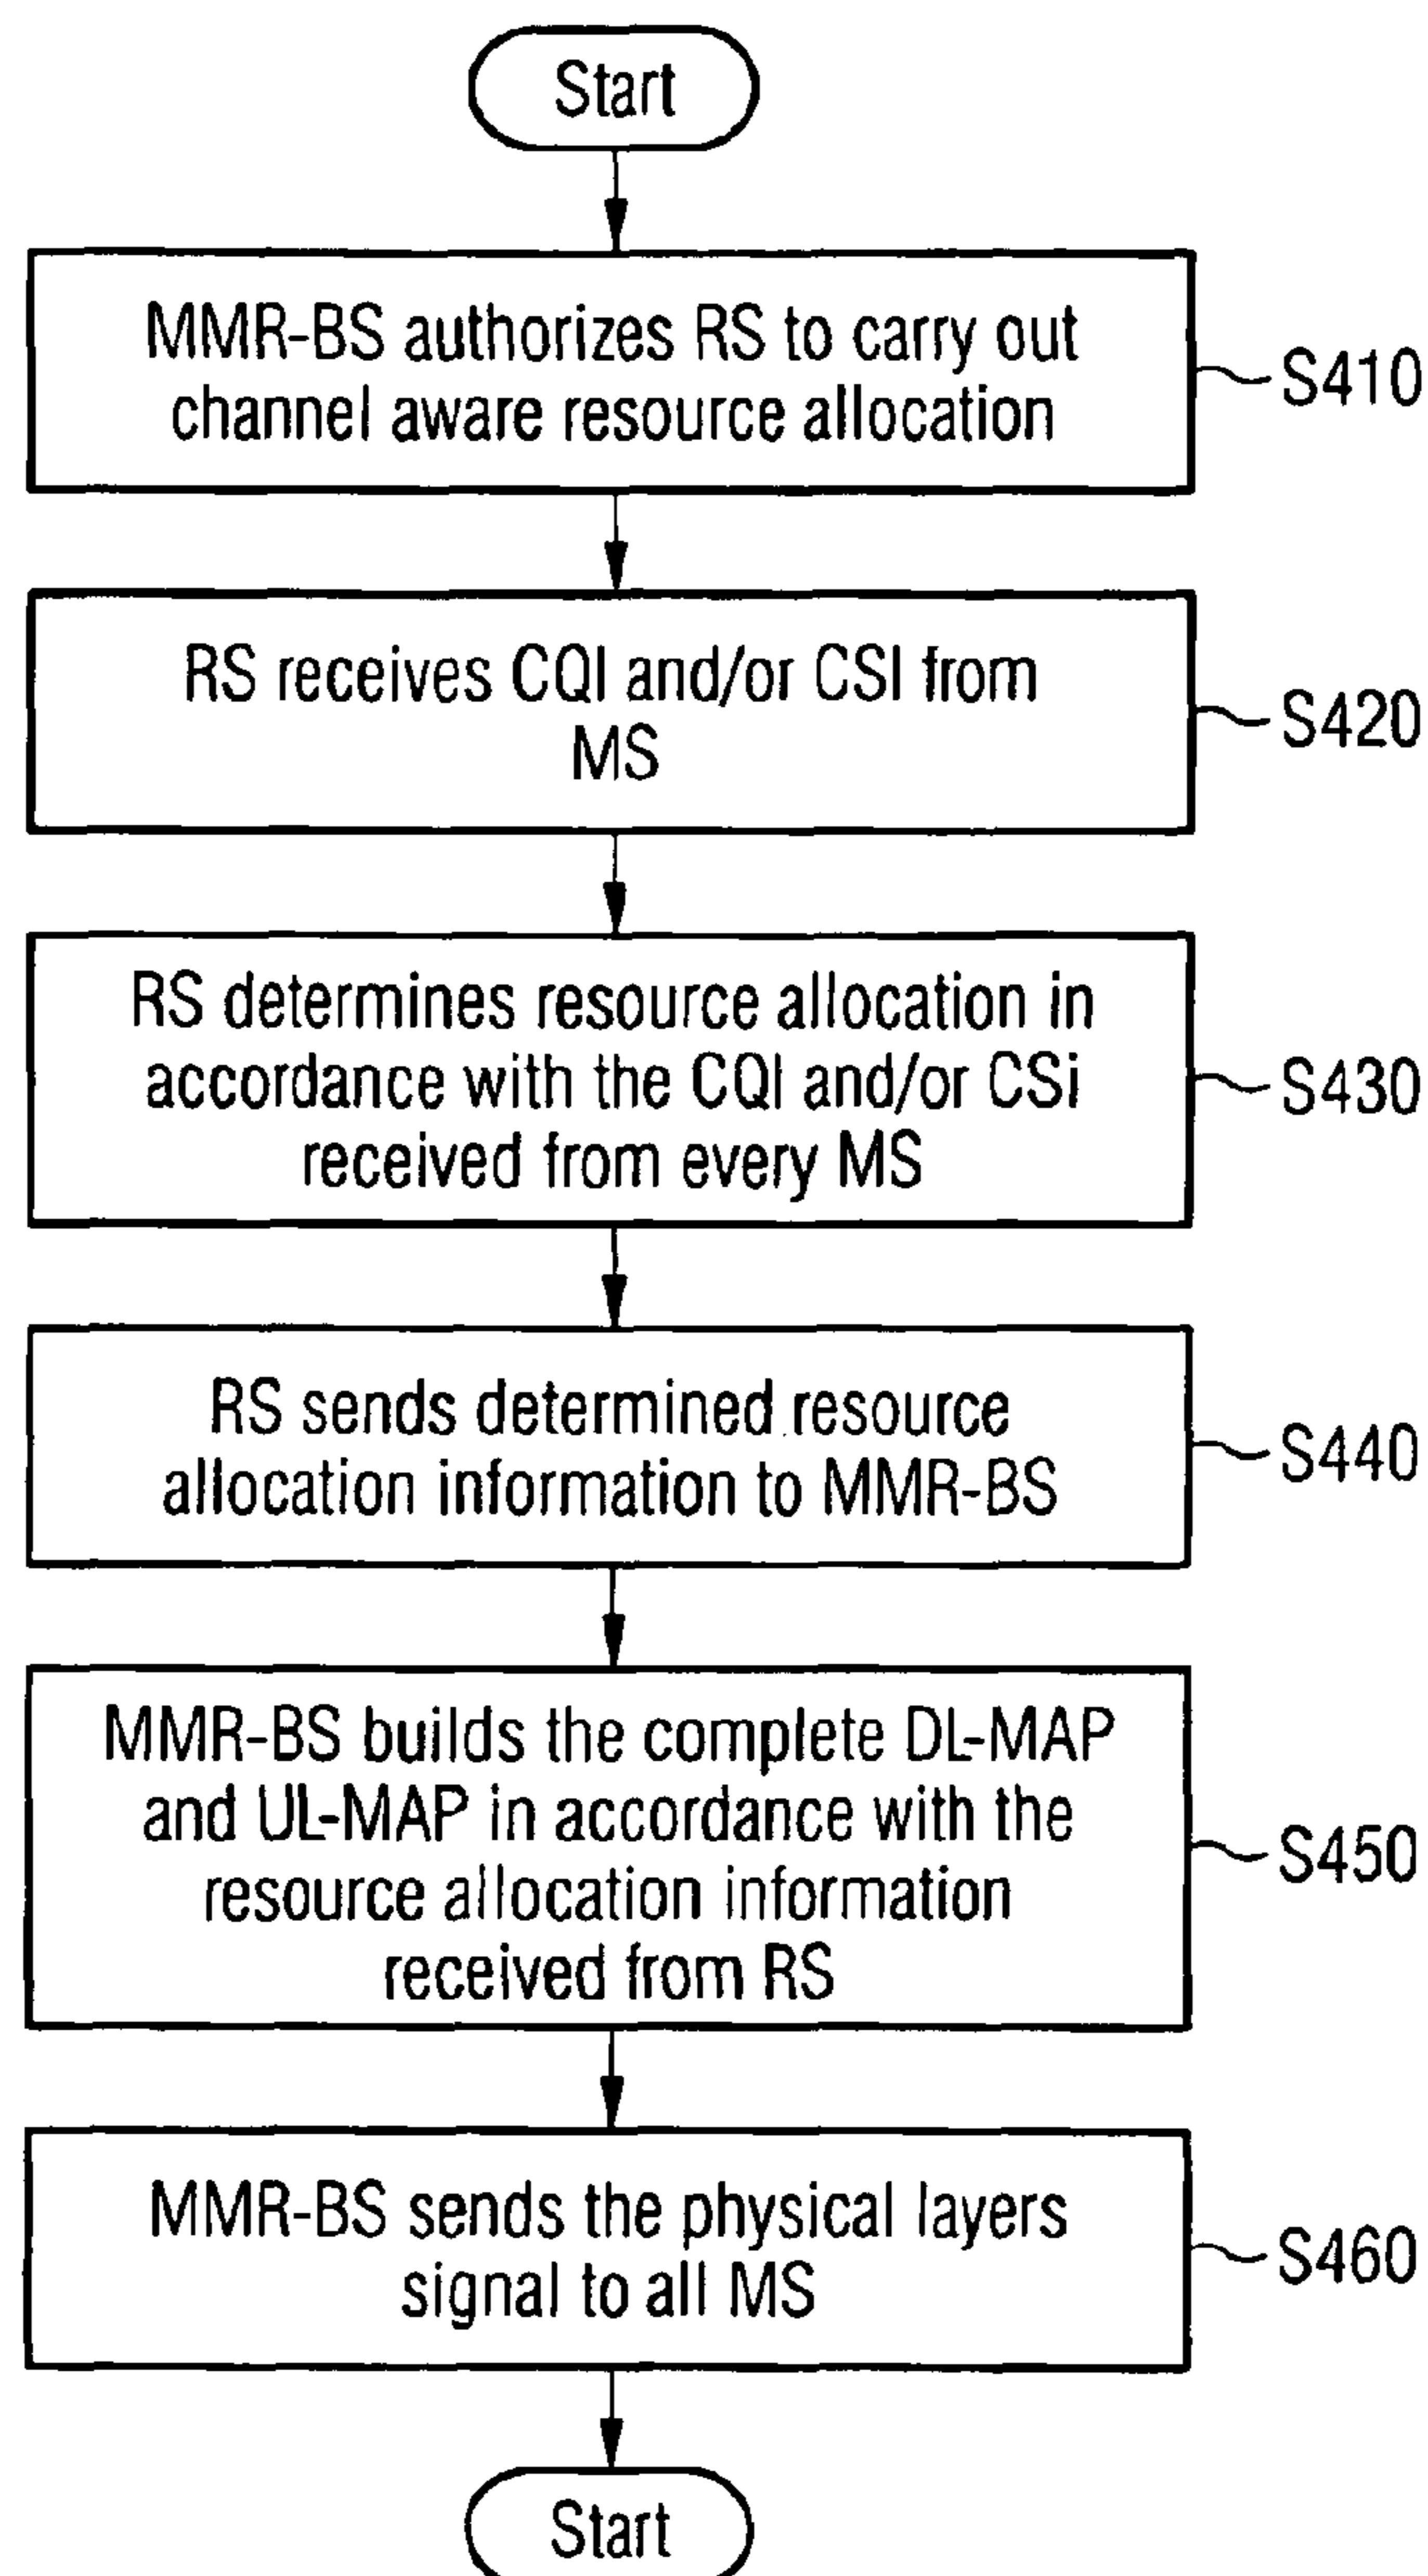 Start
MMR-BS authorizes RS to carry out
channel aware resource allocation
S410
RS receives CQI and/or CSI from
MS
S420
RS determines resource allocation in
accordance with the CQI and/or CSi
received from every MS
S430
RS sends determined resource
allocation information to MMR-BS
S440
MMR-BS builds the complete DL-MAP
and UL-MAP in accordance with the
resource allocation information
received from RS
S450
MMR-BS sends the physical layers
signal to all MS
S460
Start